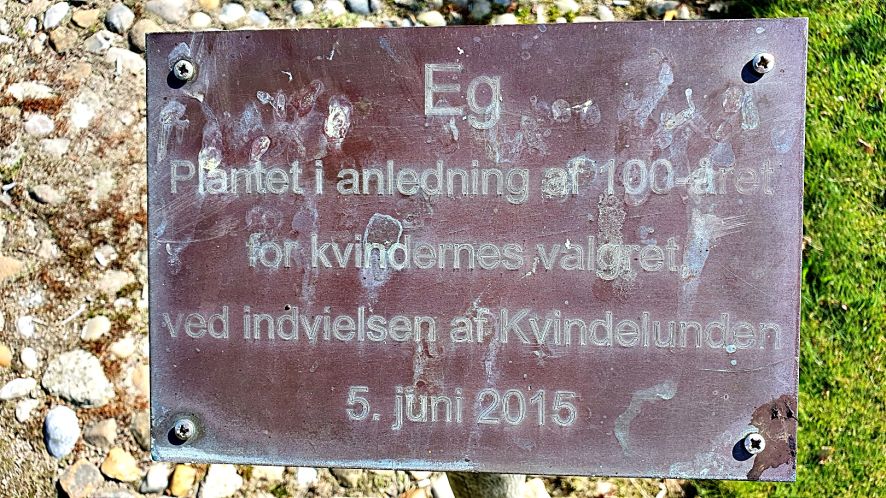 Eg
Plantet i anledning af 100-året
for kvindernes valgret,
ved indvielsen af Kvindelunden
5. juni 2015